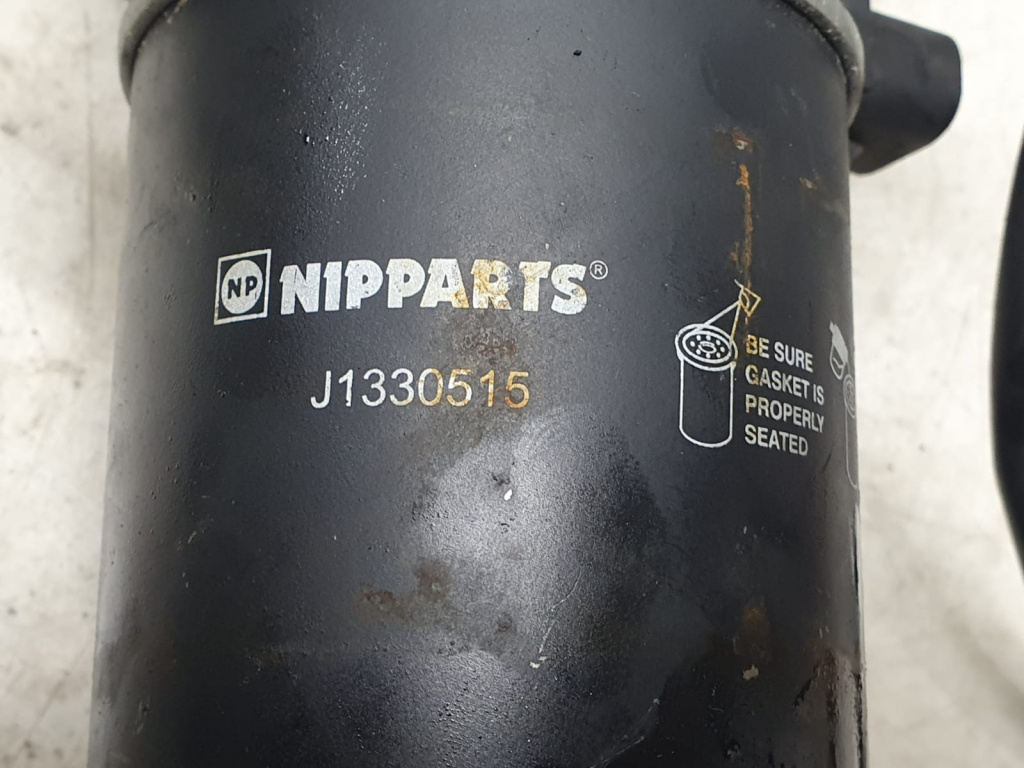 NP NIPPARTS®
J1330515
BE SURE
GASKET IS
PROPERLY
SEATED